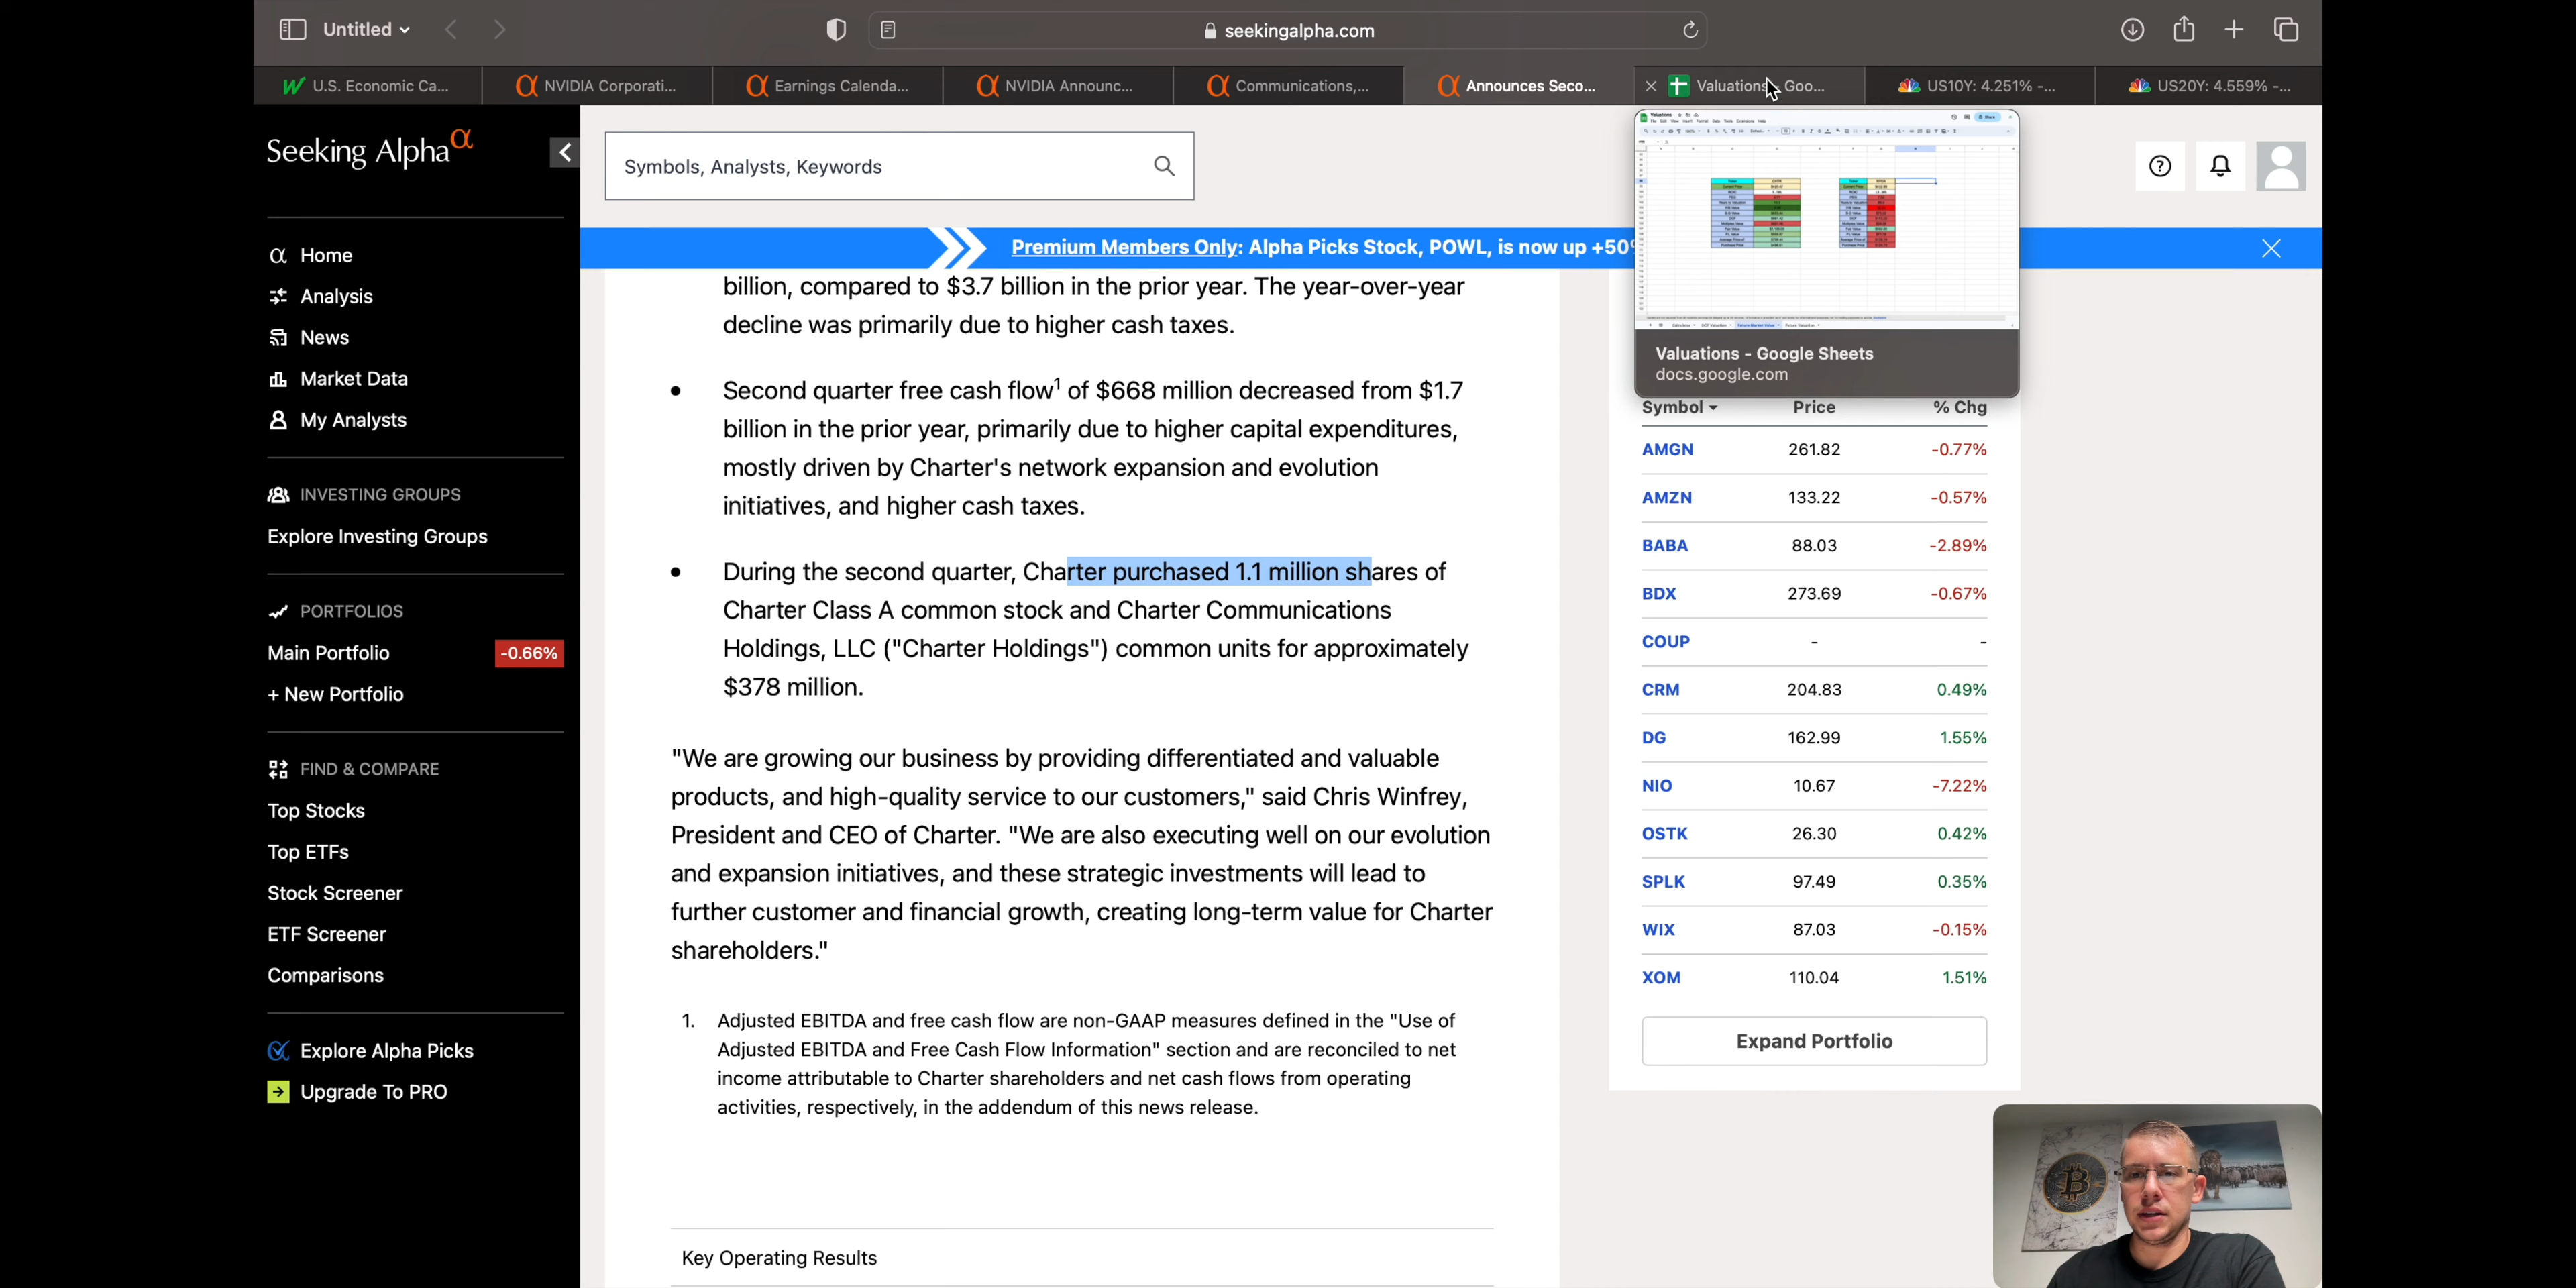 Untitled
seekingalpha.com
U.S. Economic Ca...
NVIDIA Corporati...
Earnings Calenda...
NVIDIA Announc...
Communications,...
Announces Seco...
Valuations - Goo...
US10Y: 4.251% -...
US20Y: 4.559% -...
Seeking Alpha α
Home
Analysis
News
Market Data
My Analysts
INVESTING GROUPS
Explore Investing Groups
PORTFOLIOS
Main Portfolio -0.66%
+ New Portfolio
FIND & COMPARE
Top Stocks
Top ETFs
Stock Screener
ETF Screener
Comparisons
Explore Alpha Picks
Upgrade To PRO
Symbols, Analysts, Keywords
Premium Members Only: Alpha Picks Stock, POWL, is now up +50
billion, compared to $3.7 billion in the prior year. The year-over-year
decline was primarily due to higher cash taxes.
• Second quarter free cash flow1 of $668 million decreased from $1.7
billion in the prior year, primarily due to higher capital expenditures,
mostly driven by Charter's network expansion and evolution
initiatives, and higher cash taxes.
• During the second quarter, Charter purchased 1.1 million shares of
Charter Class A common stock and Charter Communications
Holdings, LLC ("Charter Holdings") common units for approximately
$378 million.
"We are growing our business by providing differentiated and valuable
products, and high-quality service to our customers," said Chris Winfrey,
President and CEO of Charter. "We are also executing well on our evolution
and expansion initiatives, and these strategic investments will lead to
further customer and financial growth, creating long-term value for Charter
shareholders."
1. Adjusted EBITDA and free cash flow are non-GAAP measures defined in the "Use of
Adjusted EBITDA and Free Cash Flow Information" section and are reconciled to net
income attributable to Charter shareholders and net cash flows from operating
activities, respectively, in the addendum of this news release.
Key Operating Results
Valuations - Google Sheets
docs.google.com
Symbol Price % Chg
AMGN 261.82 -0.77%
AMZN 133.22 -0.57%
BABA 88.03 -2.89%
BDX 273.69 -0.67%
COUP - -
CRM 204.83 0.49%
DG 162.99 1.55%
NIO 10.67 -7.22%
OSTK 26.30 0.42%
SPLK 97.49 0.35%
WIX 87.03 -0.15%
XOM 110.04 1.51%
Expand Portfolio